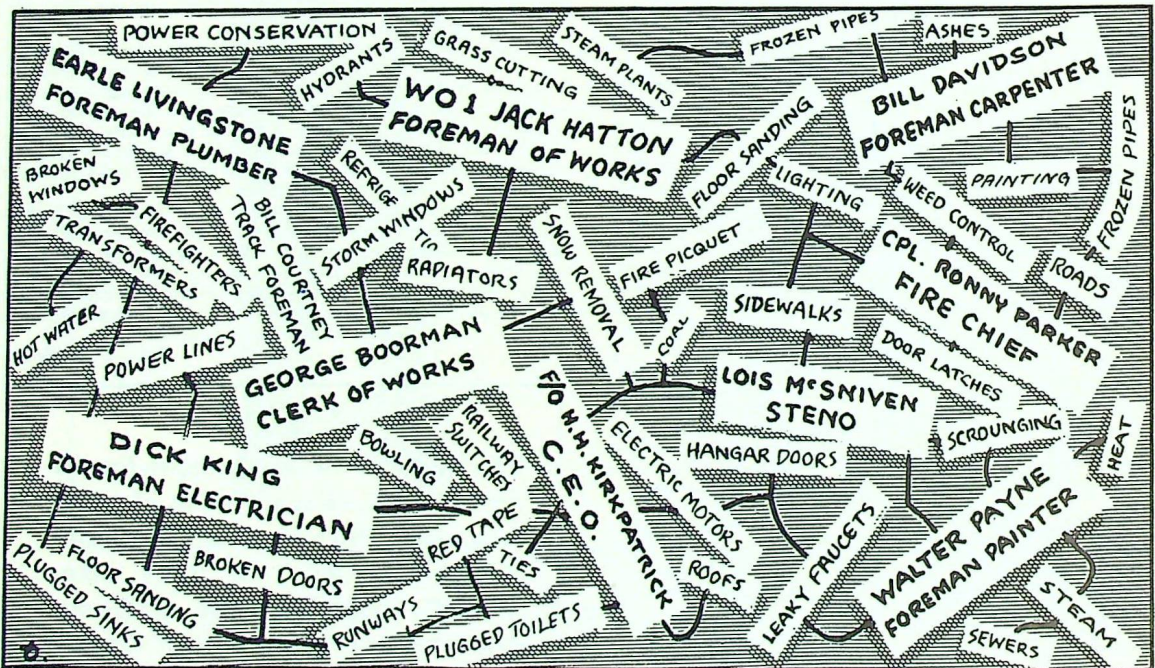 POWER CONSERVATION
HYDRANTS
GRASS CUTTING
STEAM PLANTS
FROZEN PIPES
ASHES
EARLE LIVINGSTONE
FOREMAN PLUMBER
WO 1 JACK HATTON
FOREMAN OF WORKS
BILL DAVIDSON
FOREMAN CARPENTER
FROZEN PIPES
FLOOR SANDING
LIGHTING
PAINTING
BROKEN
WINDOWS
FIREFIGHTERS
TRANSFORMERS
BILL COURTNEY
TRACK FOREMAN
REFRIGE
TIO
STORM WINDOWS
RADIATORS
SNOW REMOVAL
FIRE PICQUET
WEED CONTROL
ROADS
CPL. RONNY PARKER
FIRE CHIEF
HOT WATER
POWER LINES
GEORGE BOORMAN
CLERK OF WORKS
COAL
SIDEWALKS
DOOR LATCHES
LOIS McSNIVEN
STENO
F/O M.H. KIRKPATRICK
C.E.O.
DICK KING
FOREMAN ELECTRICIAN
BOWLING
RAILWAY
SWITCHES
ELECTRIC MOTORS
HANGAR DOORS
SCROUNGING
HEAT
WALTER PAYNE
FOREMAN PAINTER
RED TAPE
TIES
ROOFS
LEAKY FAUCETS
PLUGGED SINKS
FLOOR SANDING
BROKEN DOORS
RUNWAYS
PLUGGED TOILETS
SEWERS
STEAM